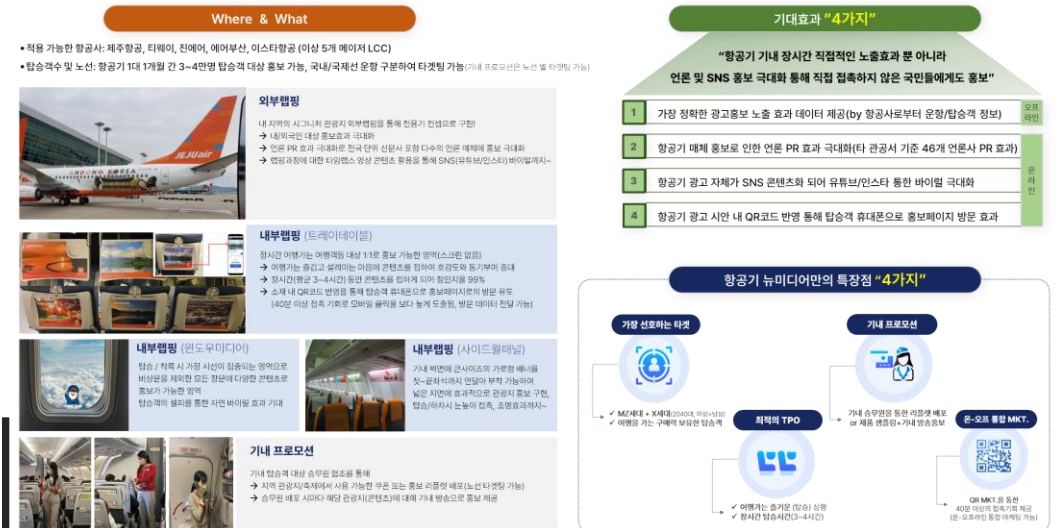 Where & What
• 적용 가능한 항공사: 제주항공, 티웨이, 진에어, 에어부산, 이스타항공 (이상 5개 메이저 LCC)
• 탑승객수 및 노선: 항공기 1대 1개월 간 3~4만명 탑승객 대상 홍보 가능, 국내/국제선 운항 구분하여 타겟팅 가능(기내 프로모션은 노선 별 타겟팅 가능)
JEJUair
ANDONG KOREA
외부랩핑
내 지역의 시그니처 관광지 외부랩핑을 통해 전용기 컨셉으로 구현!
→ 내/외국인 대상 홍보효과 극대화
→ 언론 PR 효과 극대화로 전국 단위 신문사 포함 다수의 언론 매체에 홍보 극대화
→ 랩핑과정에 대한 타임랩스 영상 콘텐츠 활용을 통해 SNS(유튜브/인스타) 바이럴까지~
내부랩핑 (트레이테이블)
장시간 여행가는 여행객들 대상 1:1로 홍보 가능한 영역(스크린 없음)
→ 여행가는 즐겁고 설레이는 마음에 콘텐츠를 접하여 호감도와 동기부여 증대
→ 장시간(평균 3~4시간) 동안 콘텐츠를 접하게 되어 창인지율 99%
→ 소재 내 QR코드 반영을 통해 탑승객 휴대폰으로 홍보페이지로의 방문 유도
(40분 이상 접촉 기회로 모바일 클릭율 보다 높게 도출됨, 방문 데이터 전달 가능)
내부랩핑 (윈도우미디어)
탑승 / 착륙 시 가장 시선이 집중되는 영역으로
비상문을 제외한 모든 창문에 다양한 콘텐츠로
홍보가 가능한 영역
탑승객의 셀피를 통한 자연 바이럴 효과 기대
내부랩핑 (사이드월패널)
기내 벽면에 큰사이즈의 가로형 배너를
첫~끝좌석까지 연달아 부착 가능하여
넓은 지면에 효과적으로 관광지 홍보 구현,
탑승/하차시 눈높이 접촉, 조명효과까지~
기내 프로모션
기내 탑승객 대상 승무원 협조를 통해
→ 지역 관광지/축제에서 사용 가능한 쿠폰 또는 홍보 리플렛 배포(노선 타겟팅 가능)
→ 승무원 배포 시마다 해당 관광지(콘텐츠)에 대해 기내 방송으로 홍보 제공
기대효과 “4가지”
“항공기 기내 장시간 직접적인 노출효과 뿐 아니라
언론 및 SNS 홍보 극대화 통해 직접 접촉하지 않은 국민들에게도 홍보”
1 가장 정확한 광고홍보 노출 효과 데이터 제공(by 항공사로부터 운항/탑승객 정보)
오프라인
2 항공기 매체 홍보로 인한 언론 PR 효과 극대화(타 관공서 기준 46개 언론사 PR 효과)
3 항공기 광고 자체가 SNS 콘텐츠화 되어 유튜브/인스타 통한 바이럴 극대화
온라인
4 항공기 광고 시안 내 QR코드 반영 통해 탑승객 휴대폰으로 홍보페이지 방문 효과
항공기 뉴미디어만의 특장점 “4가지”
가장 선호하는 타겟
✓ MZ세대 + X세대(2040대, 여성>남성)
✓ 여행을 가는 구매력 보유한 탑승객
최적의 TPO
✓ 여행가는 즐거운 (탑승) 상황
✓ 장시간 탑승시간(3~4시간)
기내 프로모션
기내 승무원을 통한 리플렛 배포
or 제품 샘플링+기내 방송홍보
온-오프 통합 MKT.
QR MKT.을 통한
40분 이상의 접촉기회 제공
(온-오프라인 통합 마케팅 가능)